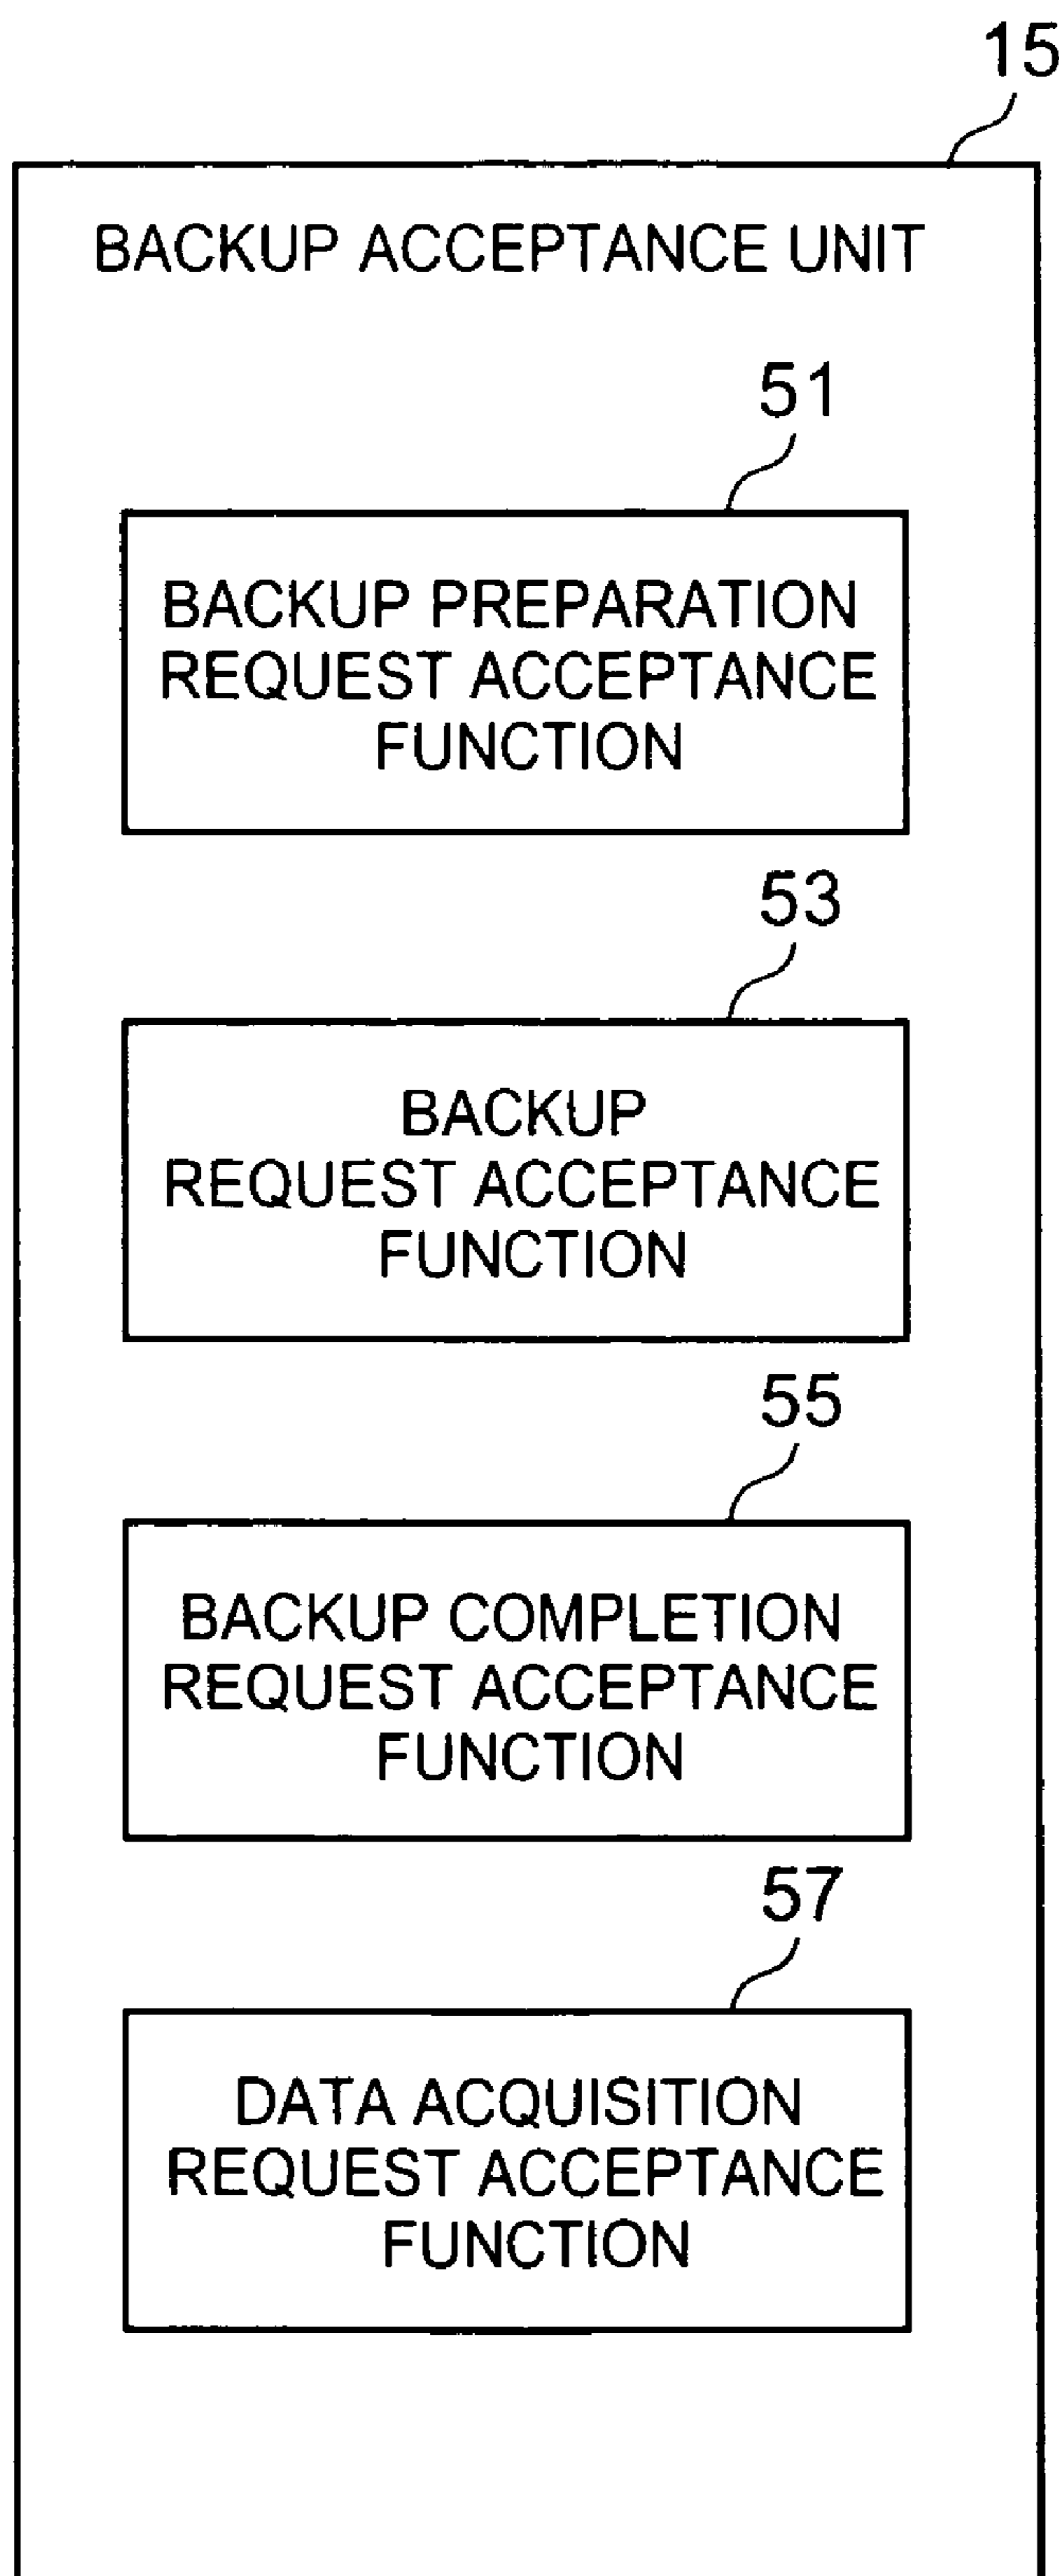 15
BACKUP ACCEPTANCE UNIT
51
BACKUP PREPARATION
REQUEST ACCEPTANCE
FUNCTION
53
BACKUP
REQUEST ACCEPTANCE
FUNCTION
55
BACKUP COMPLETION
REQUEST ACCEPTANCE
FUNCTION
57
DATA ACQUISITION
REQUEST ACCEPTANCE
FUNCTION